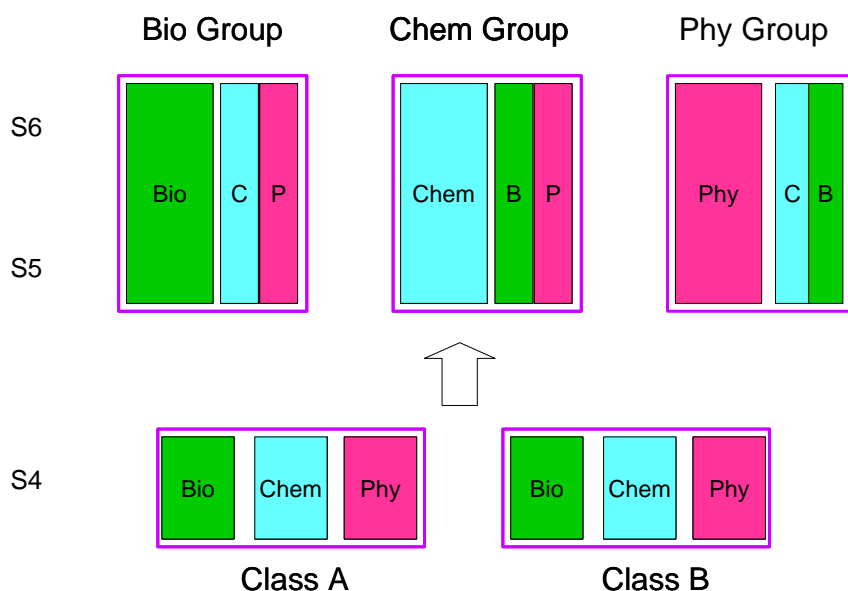 Bio Group Chem Group Phy Group
S6
Bio C P Chem B P Phy C B
S5
S4 Bio Chem Phy Bio Chem Phy
Class A Class B